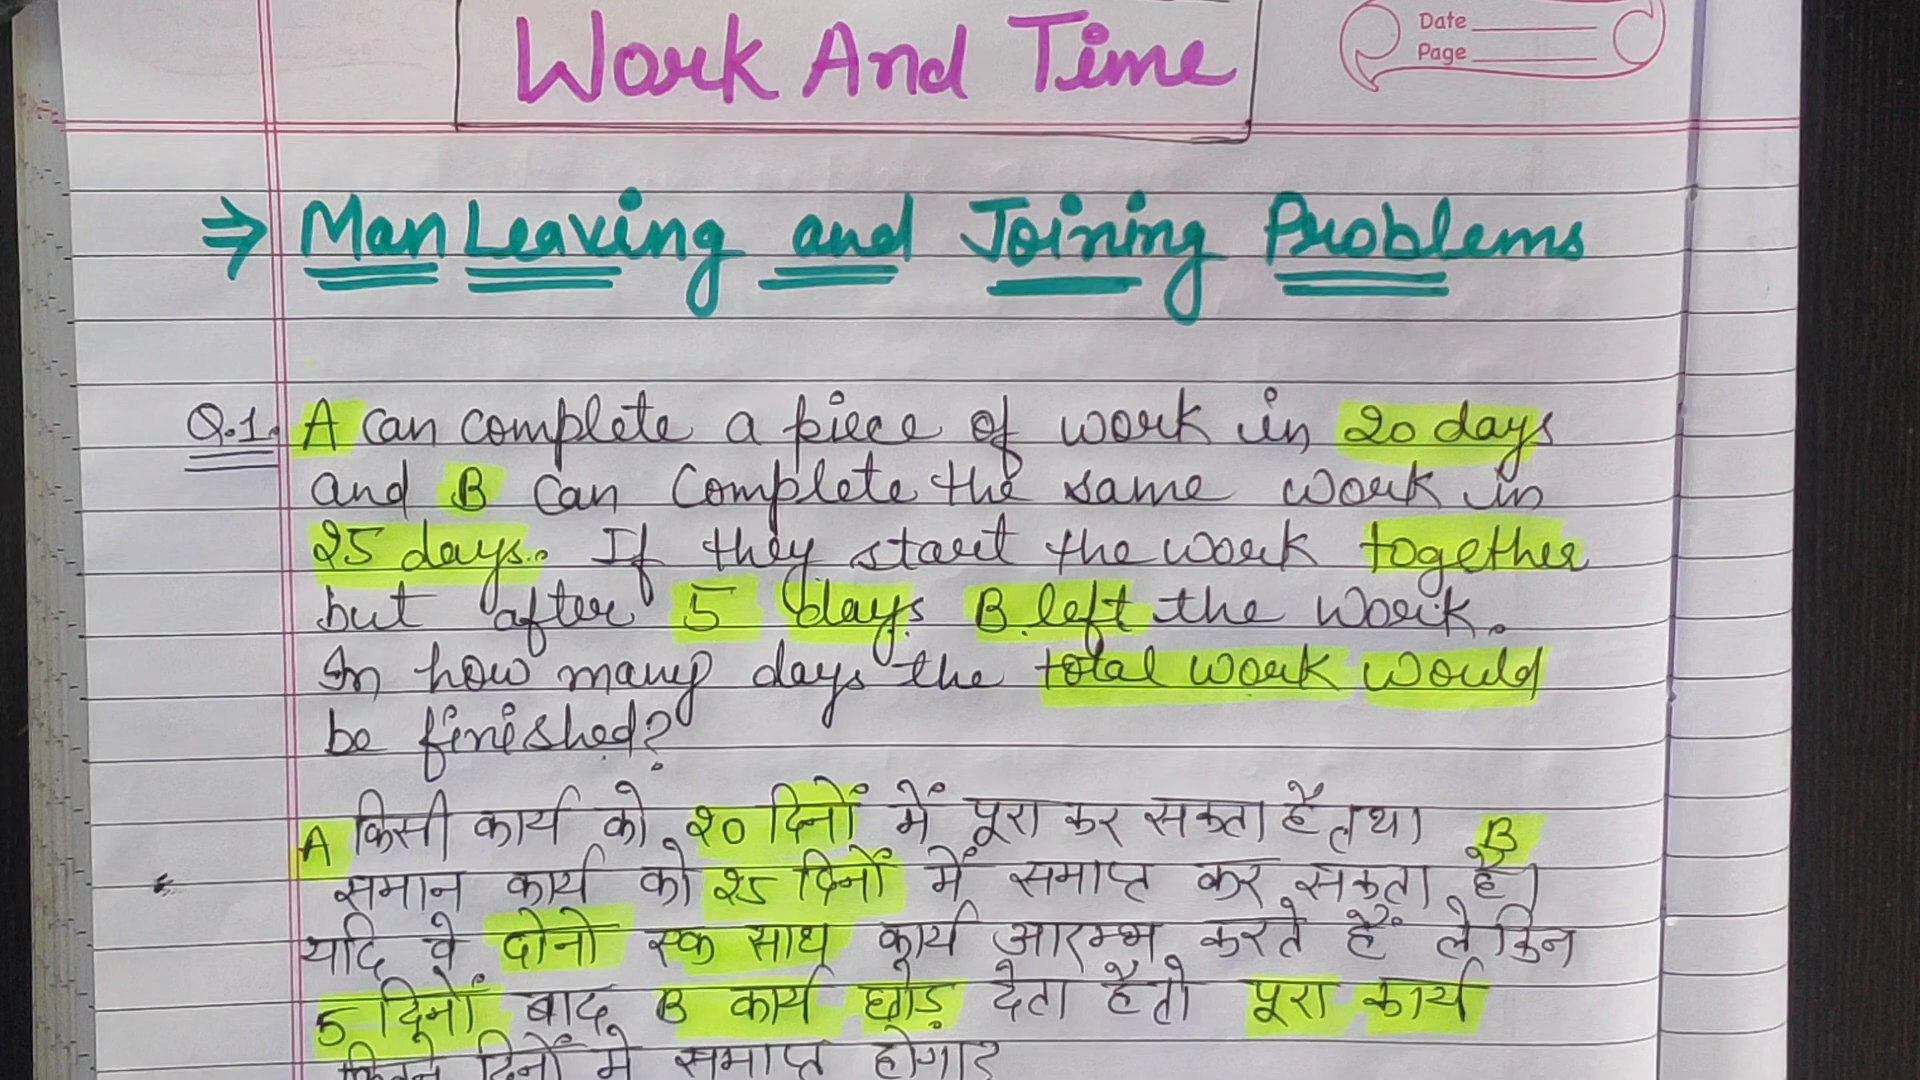 Work And Time
Date
Page
⇒ Man Leaving and Joining Problems
Q.1. A can complete a piece of work in 20 days
and B can complete the same work in
25 days. If they start the work together
but after 5 days B left the work.
In how many days the total work would
be finished?
A किसी कार्य को 20 दिनों में पूरा कर सकता है तथा B
समान कार्य को 25 दिनों में समाप्त कर सकता है।
यदि वे दोनो एक साथ कार्य आरम्भ करते हैं लेकिन
5 दिनों बाद B कार्य छोड़ देता है तो पूरा कार्य
कितने दिनों में समाप्त होगा?